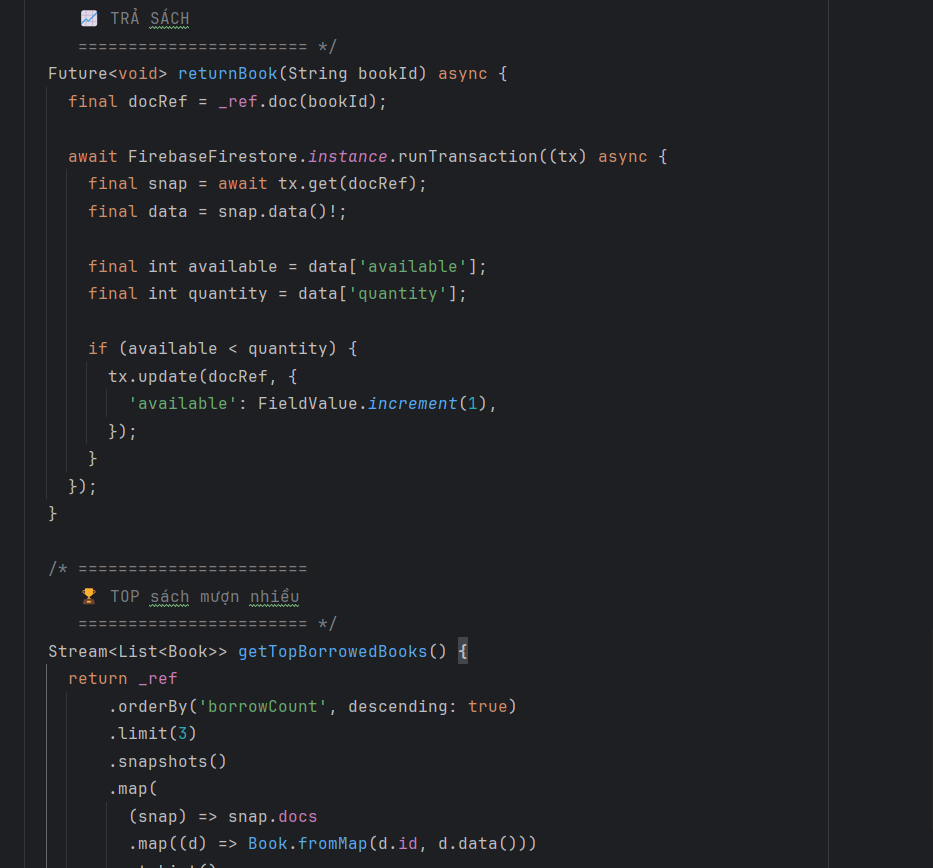 📈 TRẢ SÁCH
======================= */
Future<void> returnBook(String bookId) async {
final docRef = _ref.doc(bookId);
await FirebaseFirestore.instance.runTransaction((tx) async {
final snap = await tx.get(docRef);
final data = snap.data()!;
final int available = data['available'];
final int quantity = data['quantity'];
if (available < quantity) {
tx.update(docRef, {
'available': FieldValue.increment(1),
});
}
});
}
/* =======================
🏆 TOP sách mượn nhiều
======================= */
Stream<List<Book>> getTopBorrowedBooks() {
return _ref
.orderBy('borrowCount', descending: true)
.limit(3)
.snapshots()
.map(
(snap) => snap.docs
.map((d) => Book.fromMap(d.id, d.data()))